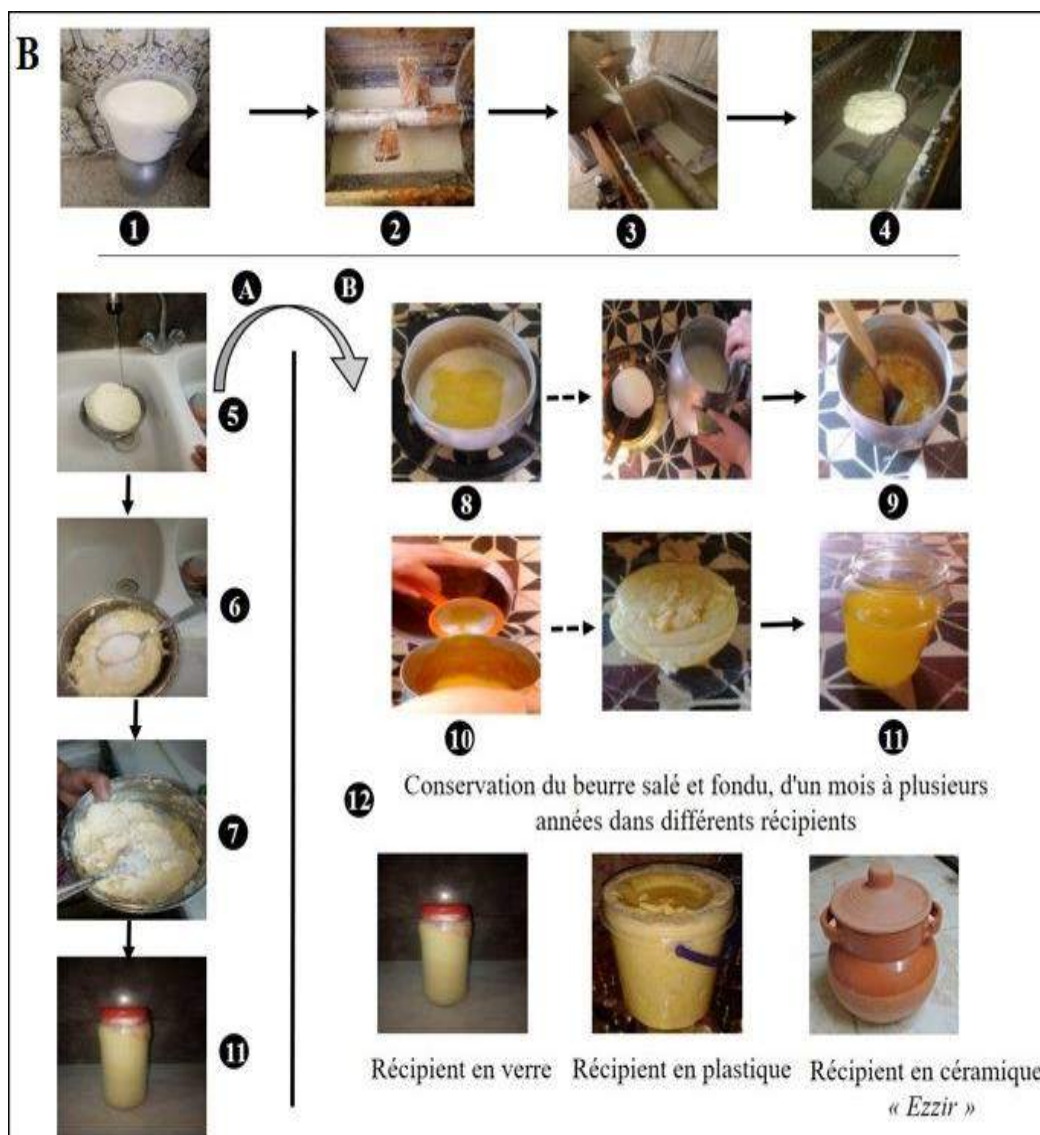 B
1
2
3
4
A
B
5
8
9
6
10
11
7
12
Conservation du beurre salé et fondu, d'un mois à plusieurs
années dans différents récipients
11
Récipient en verre
Récipient en plastique
Récipient en céramique
« Ezzir »